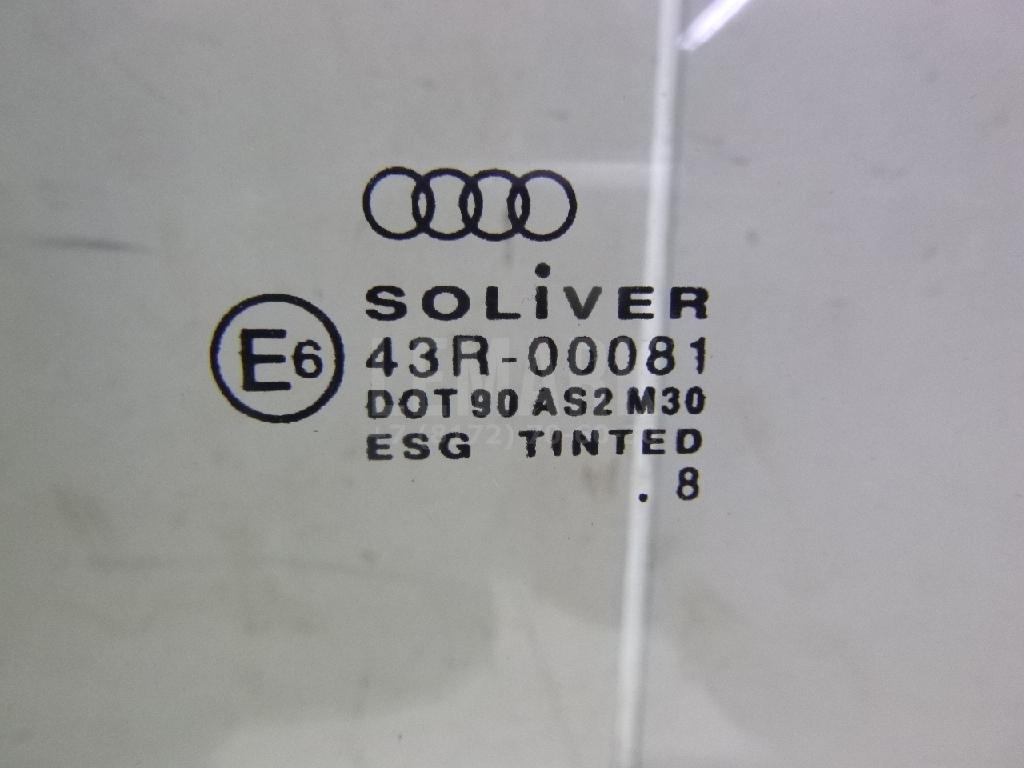 SOLiVER
E6
43R-00081
DOT 90 AS2 M30
ESG TINTED
. 8